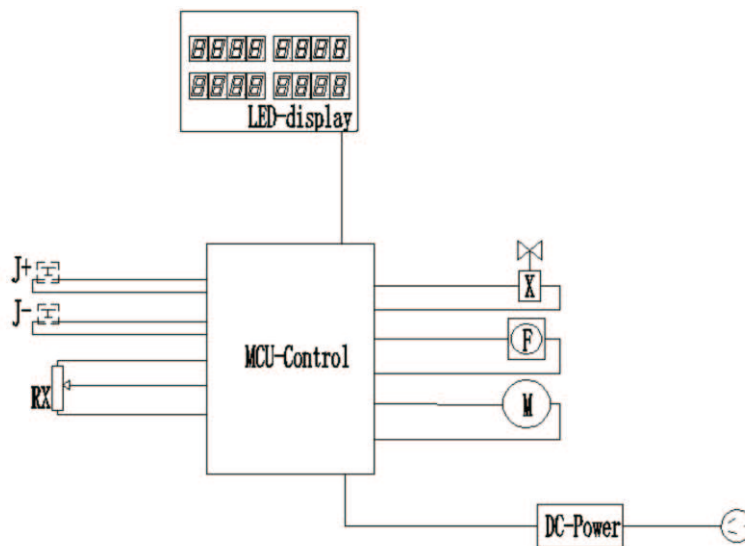 8888 8888
8888 8888
LED-display
J+
J-
RX
MCU-Control
X
F
M
DC-Power